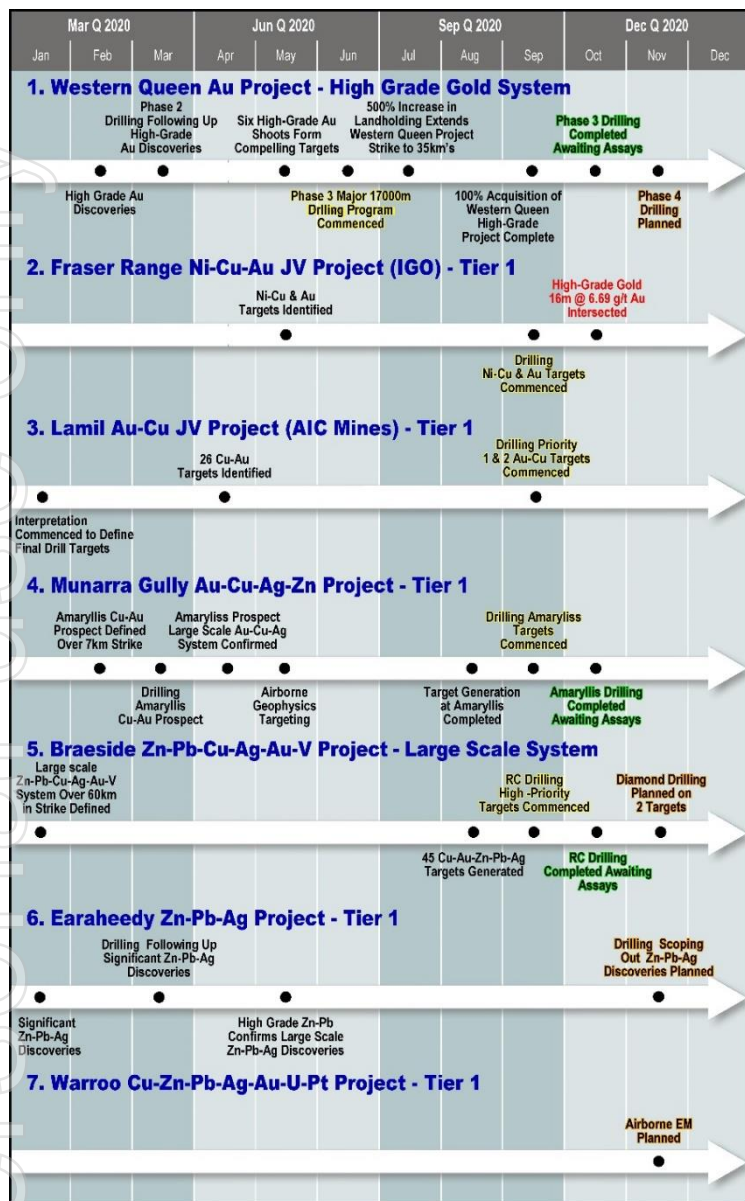 Mar Q 2020
Jun Q 2020
Sep Q 2020
Dec Q 2020
Jan
Feb
Mar
Apr
May
Jun
Jul
Aug
Sep
Oct
Nov
Dec
1. Western Queen Au Project - High Grade Gold System
Phase 2
Drilling Following Up
High-Grade
Au Discoveries
Six High-Grade Au
Shoots Form
Compelling Targets
500% Increase in
Landholding Extends
Western Queen Project
Strike to 35km's
Phase 3 Drilling
Completed
Awaiting Assays
High Grade Au
Discoveries
Phase 3 Major 17000m
Drlling Program
Commenced
100% Acquisition of
Western Queen
High-Grade
Project Complete
Phase 4
Drilling
Planned
2. Fraser Range Ni-Cu-Au JV Project (IGO) - Tier 1
Ni-Cu & Au
Targets Identified
High-Grade Gold
16m @ 6.69 g/t Au
Intersected
Drilling
Ni-Cu & Au Targets
Commenced
3. Lamil Au-Cu JV Project (AIC Mines) - Tier 1
26 Cu-Au
Targets Identified
Drilling Priority
1 & 2 Au-Cu Targets
Commenced
Interpretation
Commenced to Define
Final Drill Targets
4. Munarra Gully Au-Cu-Ag-Zn Project - Tier 1
Amaryllis Cu-Au
Prospect Defined
Over 7km Strike
Amaryliss Prospect
Large Scale Au-Cu-Ag
System Confirmed
Drilling Amaryliss
Targets
Commenced
Drilling
Amaryllis
Cu-Au Prospect
Airborne
Geophysics
Targeting
Target Generation
at Amaryllis
Completed
Amaryllis Drilling
Completed
Awaiting Assays
5. Braeside Zn-Pb-Cu-Ag-Au-V Project - Large Scale System
Large scale
Zn-Pb-Cu-Ag-Au-V
System Over 60km
in Strike Defined
RC Drilling
High -Priority
Targets Commenced
Diamond Drilling
Planned on
2 Targets
45 Cu-Au-Zn-Pb-Ag
Targets Generated
RC Drilling
Completed Awaiting
Assays
6. Earaheedy Zn-Pb-Ag Project - Tier 1
Drilling Following Up
Significant Zn-Pb-Ag
Discoveries
Drilling Scoping
Out Zn-Pb-Ag
Discoveries Planned
Significant
Zn-Pb-Ag
Discoveries
High Grade Zn-Pb
Confirms Large Scale
Zn-Pb-Ag Discoveries
7. Warroo Cu-Zn-Pb-Ag-Au-U-Pt Project - Tier 1
Airborne EM
Planned